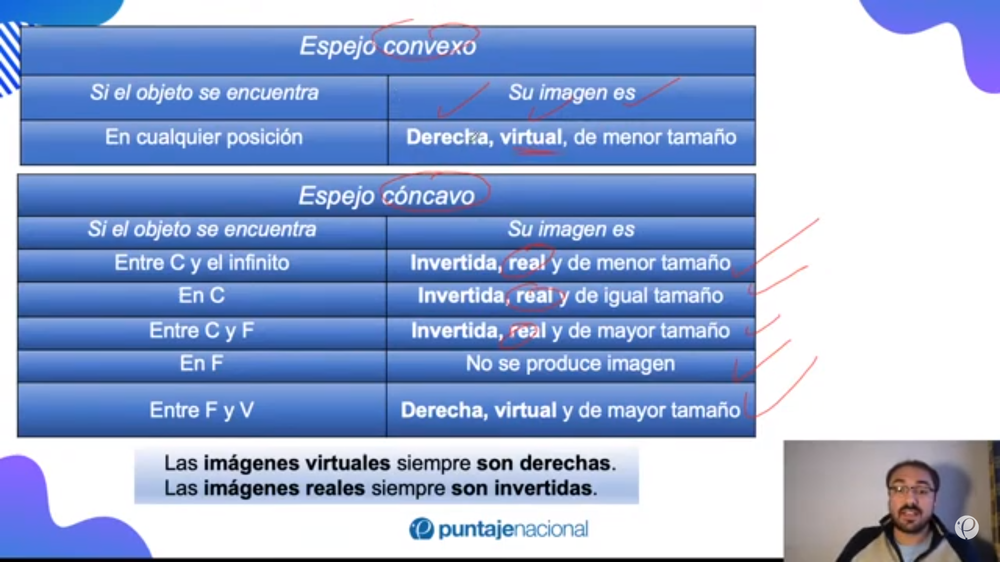 Espejo convexo
Si el objeto se encuentra
Su imagen es
En cualquier posición
Derecha, virtual, de menor tamaño
Espejo cóncavo
Si el objeto se encuentra
Su imagen es
Entre C y el infinito
Invertida, real y de menor tamaño
En C
Invertida, real y de igual tamaño
Entre C y F
Invertida, real y de mayor tamaño
En F
No se produce imagen
Entre F y V
Derecha, virtual y de mayor tamaño
Las imágenes virtuales siempre son derechas.
Las imágenes reales siempre son invertidas.
puntajenacional